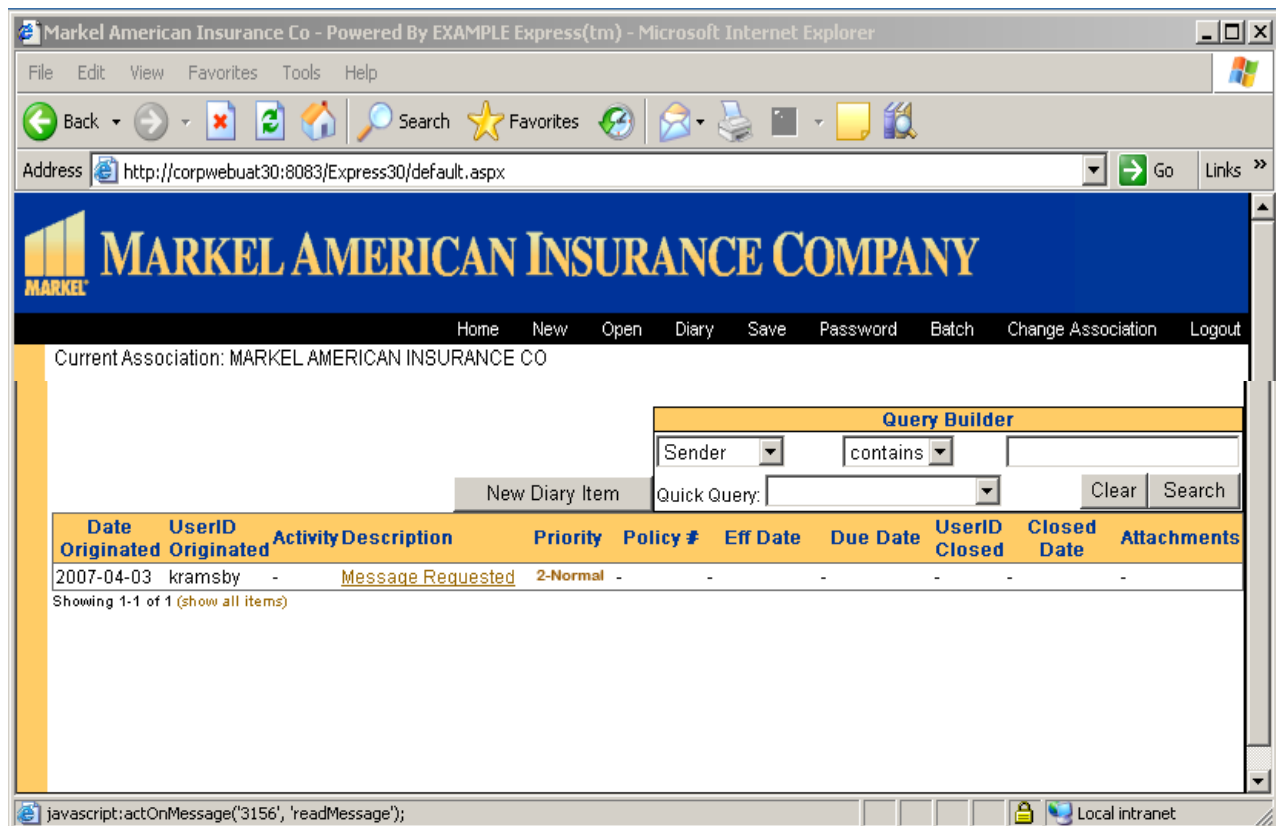 Markel American Insurance Co - Powered By EXAMPLE Express(tm) - Microsoft Internet Explorer
File Edit View Favorites Tools Help
Back Search Favorites
Address http://corpwebuat30:8083/Express30/default.aspx Go Links »
MARKEL AMERICAN INSURANCE COMPANY
MARKEL
Home New Open Diary Save Password Batch Change Association Logout
Current Association: MARKEL AMERICAN INSURANCE CO
Query Builder
Sender contains
New Diary Item Quick Query: Clear Search
Date Originated UserID Originated Activity Description Priority Policy # Eff Date Due Date UserID Closed Closed Date Attachments
2007-04-03 kramsby - Message Requested 2-Normal - - - - - -
Showing 1-1 of 1 (show all items)
javascript:actOnMessage('3156', 'readMessage'); Local intranet